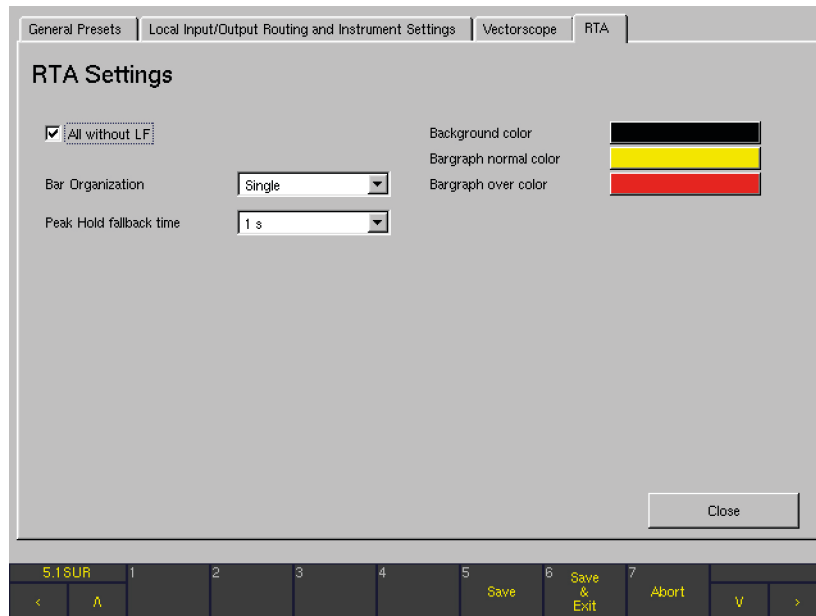 General Presets
Local Input/Output Routing and Instrument Settings
Vectorscope
RTA
RTA Settings
All without LF
Bar Organization
Single
Peak Hold fallback time
1 s
Background color
Bargraph normal color
Bargraph over color
Close
5.1SUR
<
Λ
1
2
3
4
5
Save
6
Save
&
Exit
7
Abort
V
>